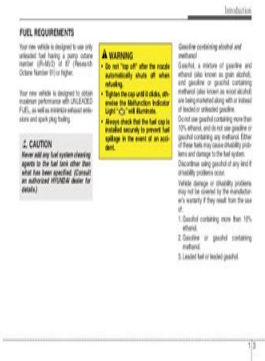 Introduction
FUEL REQUIREMENTS
Your new vehicle is designed to use only
unleaded fuel having a pump octane
number ((R+M)/2) of 87 (Research
Octane Number 91) or higher.
Your new vehicle is designed to obtain
maximum performance with UNLEADED
FUEL, as well as minimize exhaust emis-
sions and spark plug fouling.
CAUTION
Never add any fuel system cleaning
agents to the fuel tank other than
what has been specified. (Consult
an authorized HYUNDAI dealer for
details.)
WARNING
• Do not "top off" after the nozzle
automatically shuts off when
refueling.
• Tighten the cap until it clicks, oth-
erwise the Malfunction Indicator
Light " " will illuminate.
• Always check that the fuel cap is
installed securely to prevent fuel
spillage in the event of an acci-
dent.
Gasoline containing alcohol and
methanol
Gasohol, a mixture of gasoline and
ethanol (also known as grain alcohol),
and gasoline or gasohol containing
methanol (also known as wood alcohol)
are being marketed along with or instead
of leaded or unleaded gasoline.
Do not use gasohol containing more than
10% ethanol, and do not use gasoline or
gasohol containing any methanol. Either
of these fuels may cause drivability prob-
lems and damage to the fuel system.
Discontinue using gasohol of any kind if
drivability problems occur.
Vehicle damage or drivability problems
may not be covered by the manufactur-
er's warranty if they result from the use
of:
1. Gasohol containing more than 10%
ethanol.
2. Gasoline or gasohol containing
methanol.
3. Leaded fuel or leaded gasohol.
1 3